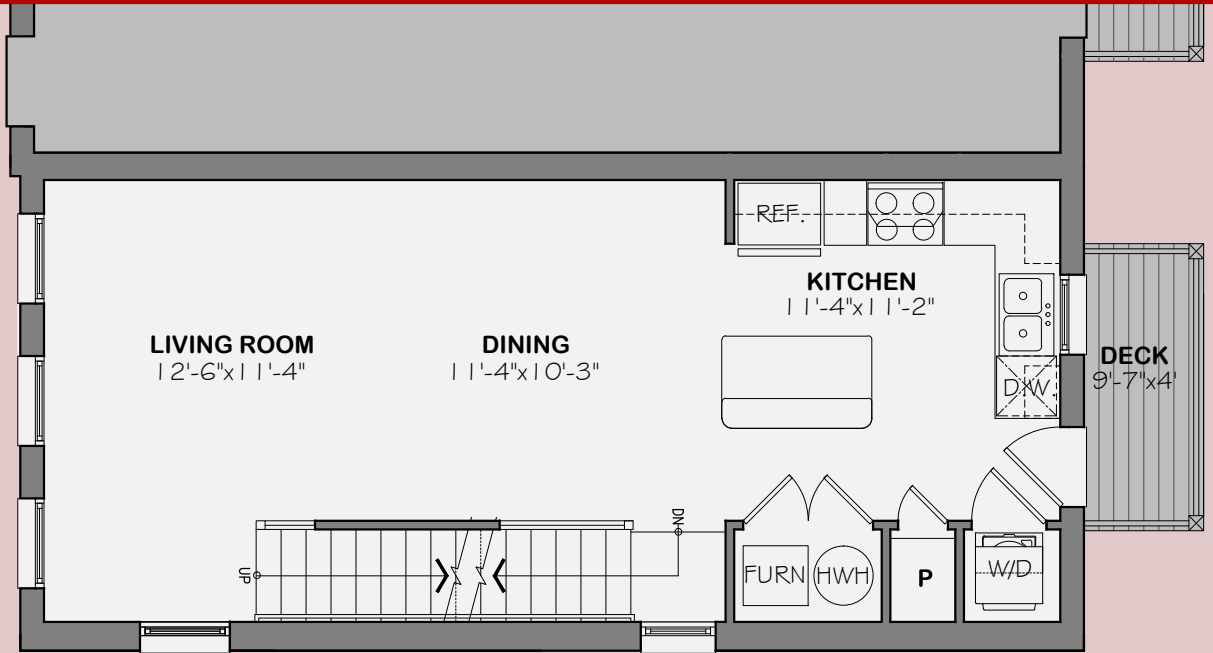 REF.
KITCHEN
11'-4"x11'-2"
LIVING ROOM
12'-6"x11'-4"
DINING
11'-4"x10'-3"
DECK
9'-7"x4'
D.W.
DN
UP
FURN
HWH
P
W/D